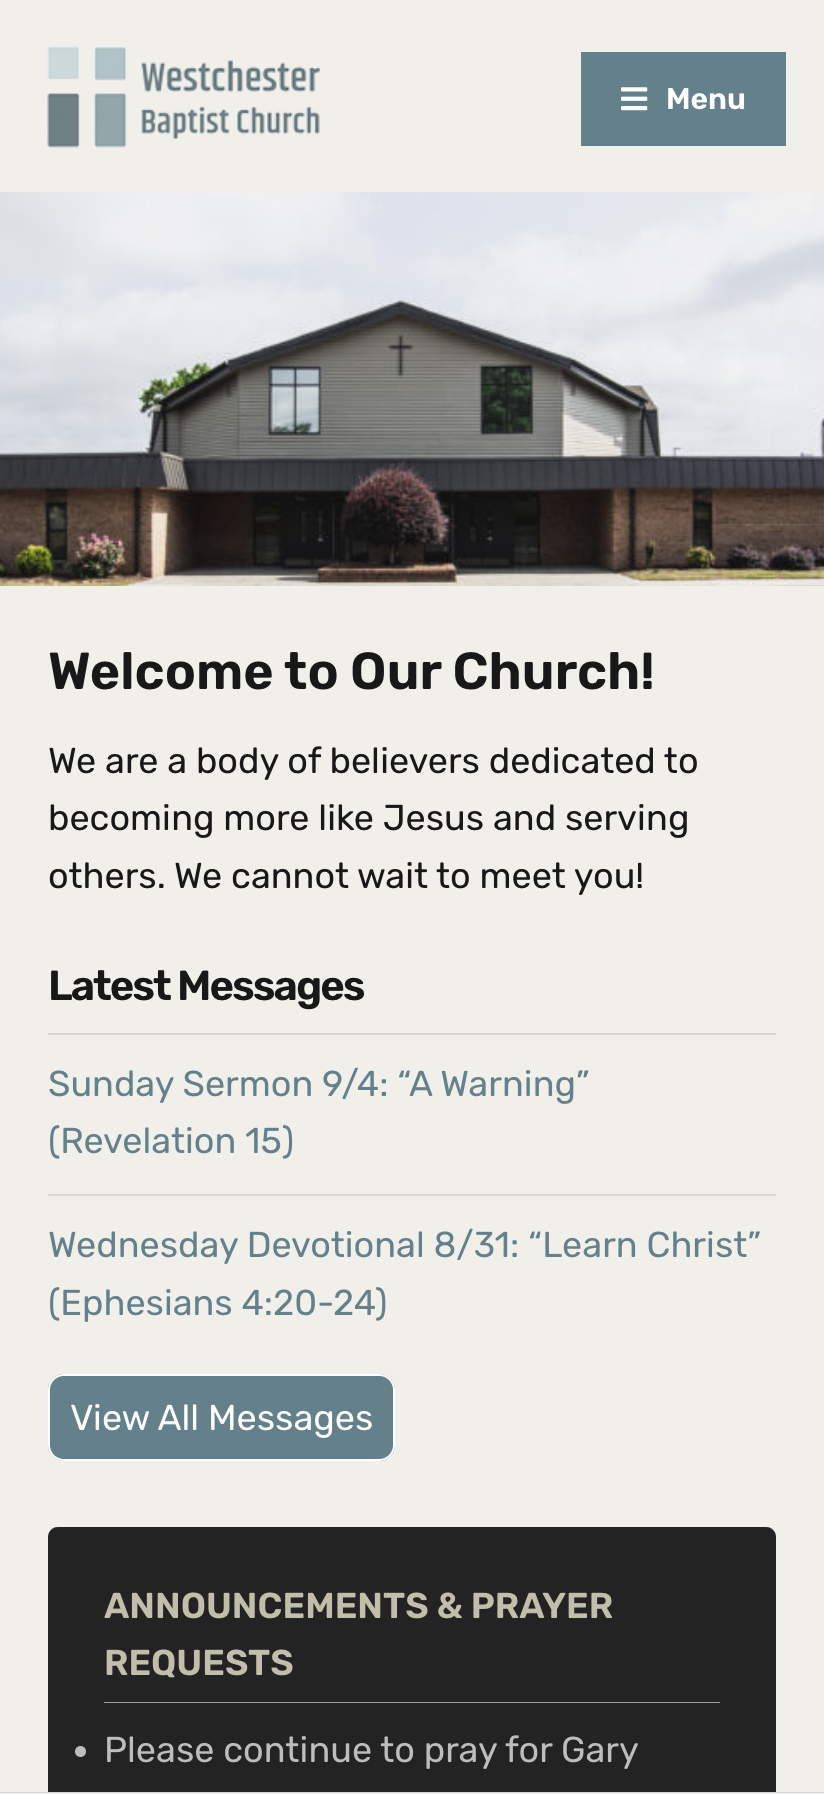 Westchester
Baptist Church
Menu
Welcome to Our Church!
We are a body of believers dedicated to
becoming more like Jesus and serving
others. We cannot wait to meet you!
Latest Messages
Sunday Sermon 9/4: “A Warning”
(Revelation 15)
Wednesday Devotional 8/31: “Learn Christ”
(Ephesians 4:20-24)
View All Messages
ANNOUNCEMENTS & PRAYER
REQUESTS
• Please continue to pray for Gary